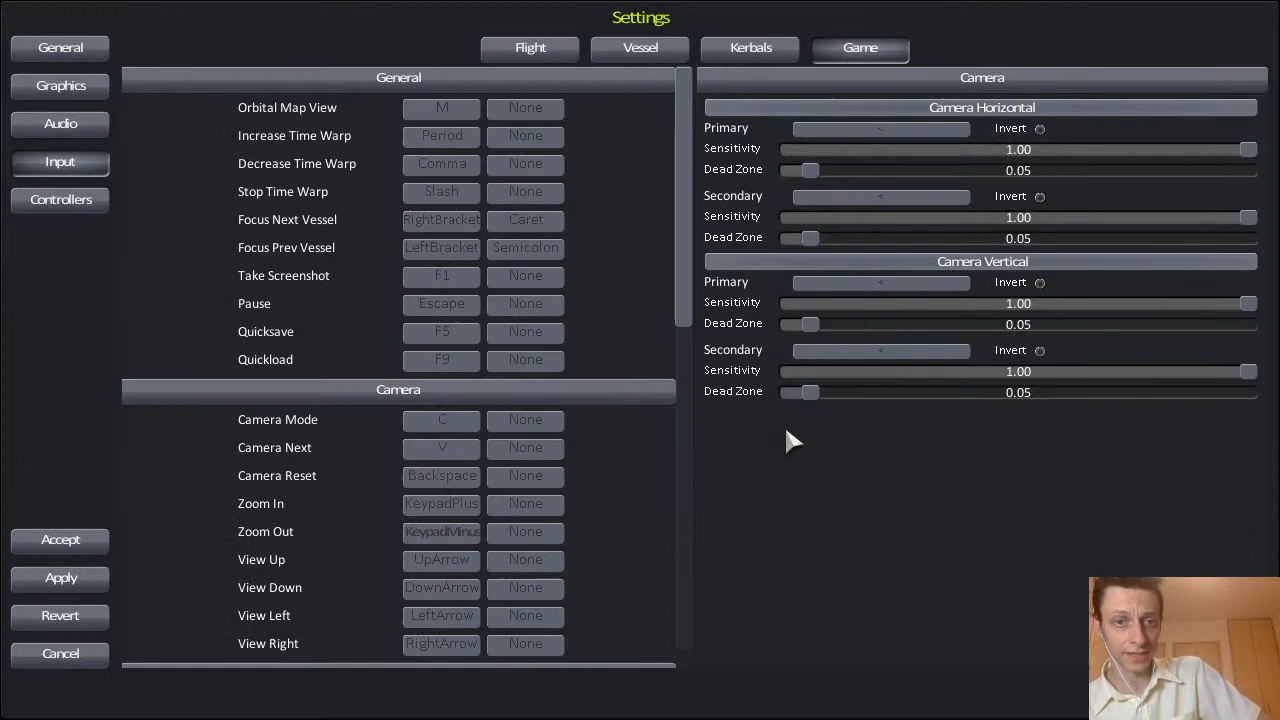 Settings
General
Graphics
Audio
Input
Controllers
Accept
Apply
Revert
Cancel
Flight Vessel Kerbals Game
General
Orbital Map View M None
Increase Time Warp Period None
Decrease Time Warp Comma None
Stop Time Warp Slash None
Focus Next Vessel RightBracket Caret
Focus Prev Vessel LeftBracket Semicolon
Take Screenshot F1 None
Pause Escape None
Quicksave F5 None
Quickload F9 None
Camera
Camera Mode C None
Camera Next V None
Camera Reset Backspace None
Zoom In KeypadPlus None
Zoom Out KeypadMinus None
View Up UpArrow None
View Down DownArrow None
View Left LeftArrow None
View Right RightArrow None
Camera
Camera Horizontal
Primary < Invert
Sensitivity 1.00
Dead Zone 0.05
Secondary < Invert
Sensitivity 1.00
Dead Zone 0.05
Camera Vertical
Primary < Invert
Sensitivity 1.00
Dead Zone 0.05
Secondary < Invert
Sensitivity 1.00
Dead Zone 0.05